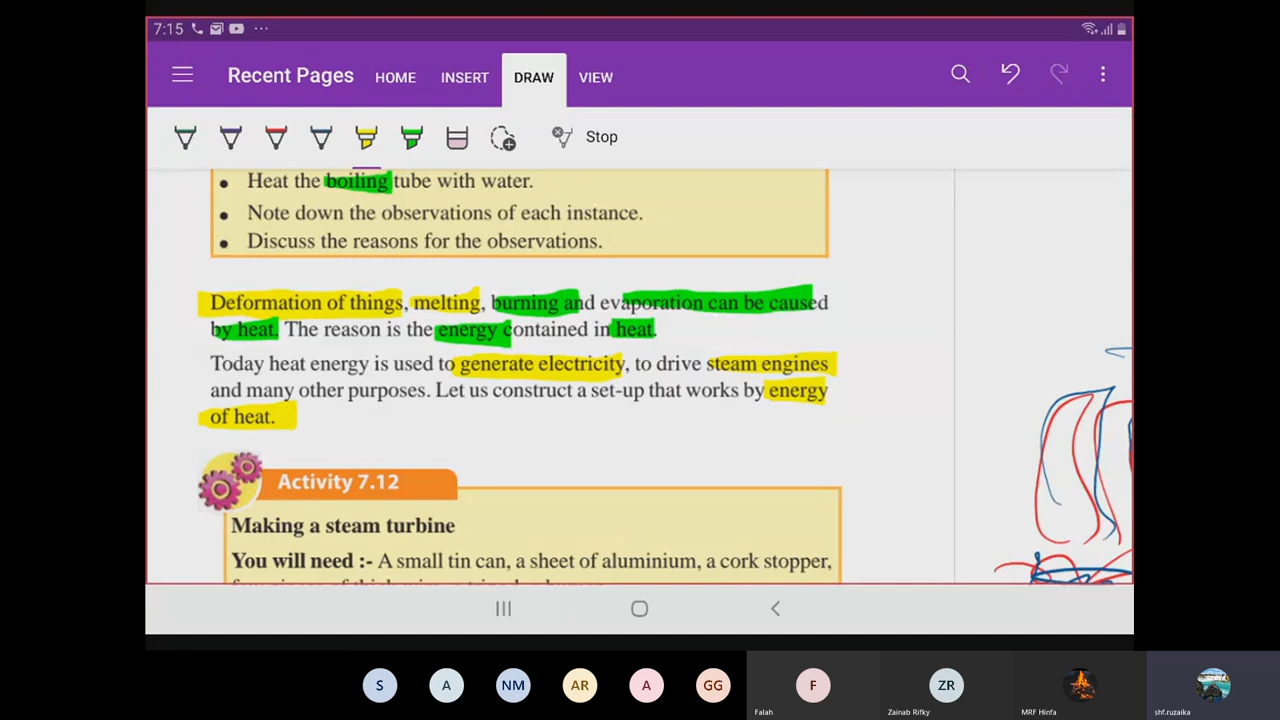 7:15
Recent Pages HOME INSERT DRAW VIEW
Stop
Heat the boiling tube with water.
Note down the observations of each instance.
Discuss the reasons for the observations.
Deformation of things, melting, burning and evaporation can be caused
by heat. The reason is the energy contained in heat.
Today heat energy is used to generate electricity, to drive steam engines
and many other purposes. Let us construct a set-up that works by energy
of heat.
Activity 7.12
Making a steam turbine
You will need :- A small tin can, a sheet of aluminium, a cork stopper,
S A NM AR A GG F ZR
Falah Zainab Rifky MRF Hinfa shf.ruzaika